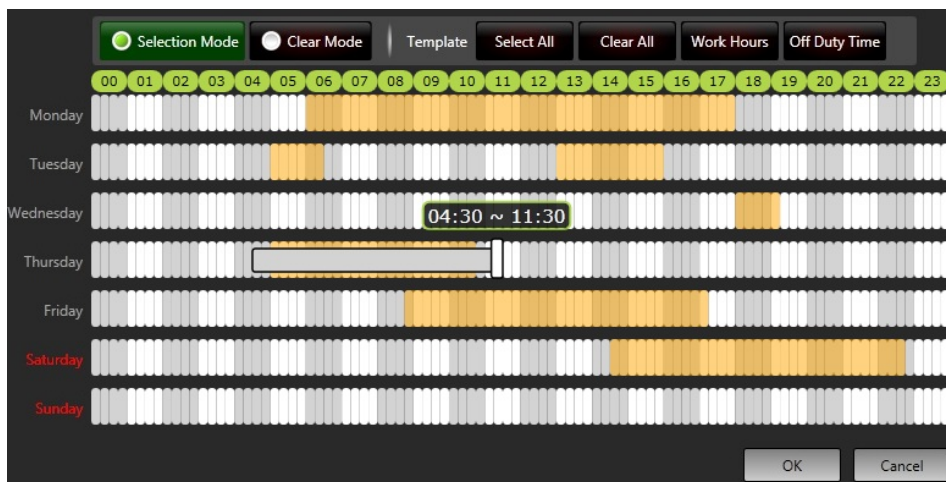 Selection Mode Clear Mode Template Select All Clear All Work Hours Off Duty Time
00 01 02 03 04 05 06 07 08 09 10 11 12 13 14 15 16 17 18 19 20 21 22 23
Monday
Tuesday
Wednesday
04:30 ~ 11:30
Thursday
Friday
Saturday
Sunday
OK Cancel